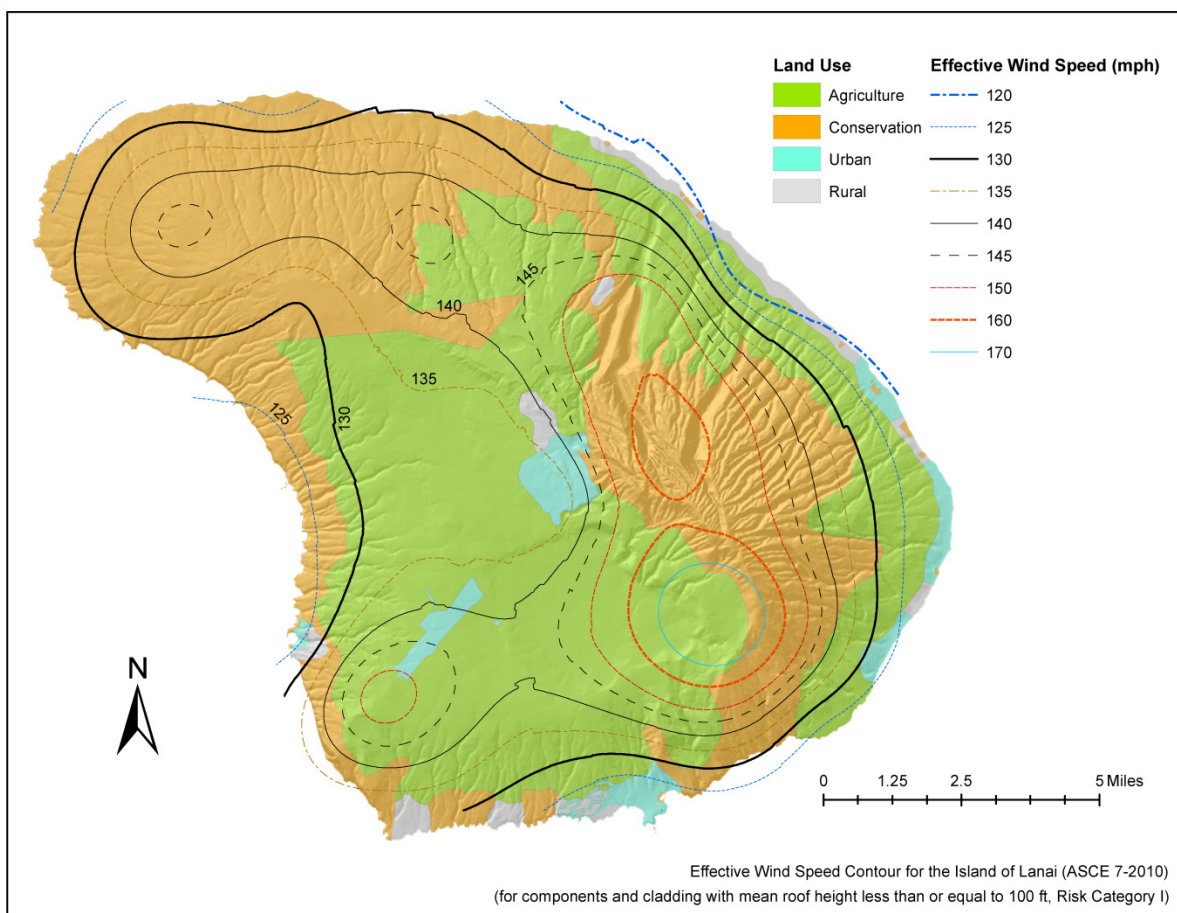 Land Use
Agriculture
Conservation
Urban
Rural
Effective Wind Speed (mph)
120
125
130
135
140
145
150
160
170
145
140
135
130
125
N
0 1.25 2.5 5 Miles
Effective Wind Speed Contour for the Island of Lanai (ASCE 7-2010)
(for components and cladding with mean roof height less than or equal to 100 ft, Risk Category I)